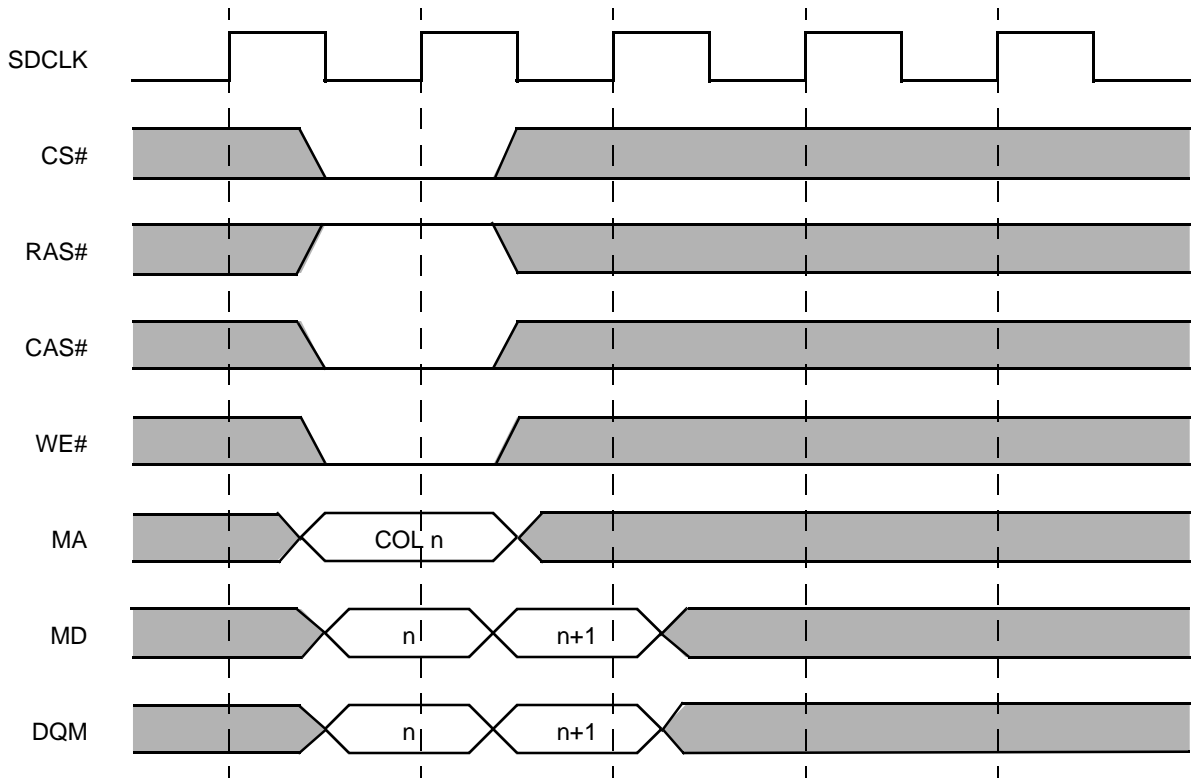 SDCLK
CS#
RAS#
CAS#
WE#
MA COL n
MD n n+1
DQM n n+1